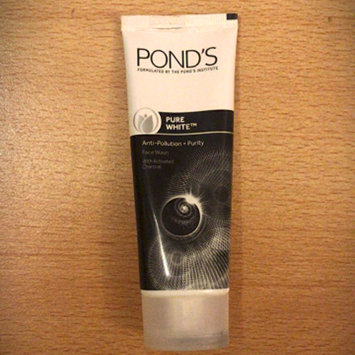 POND'S
FORMULATED BY THE POND'S INSTITUTE
PURE
WHITE™
Anti-Pollution + Purity
Face Wash
With Activated
Charcoal